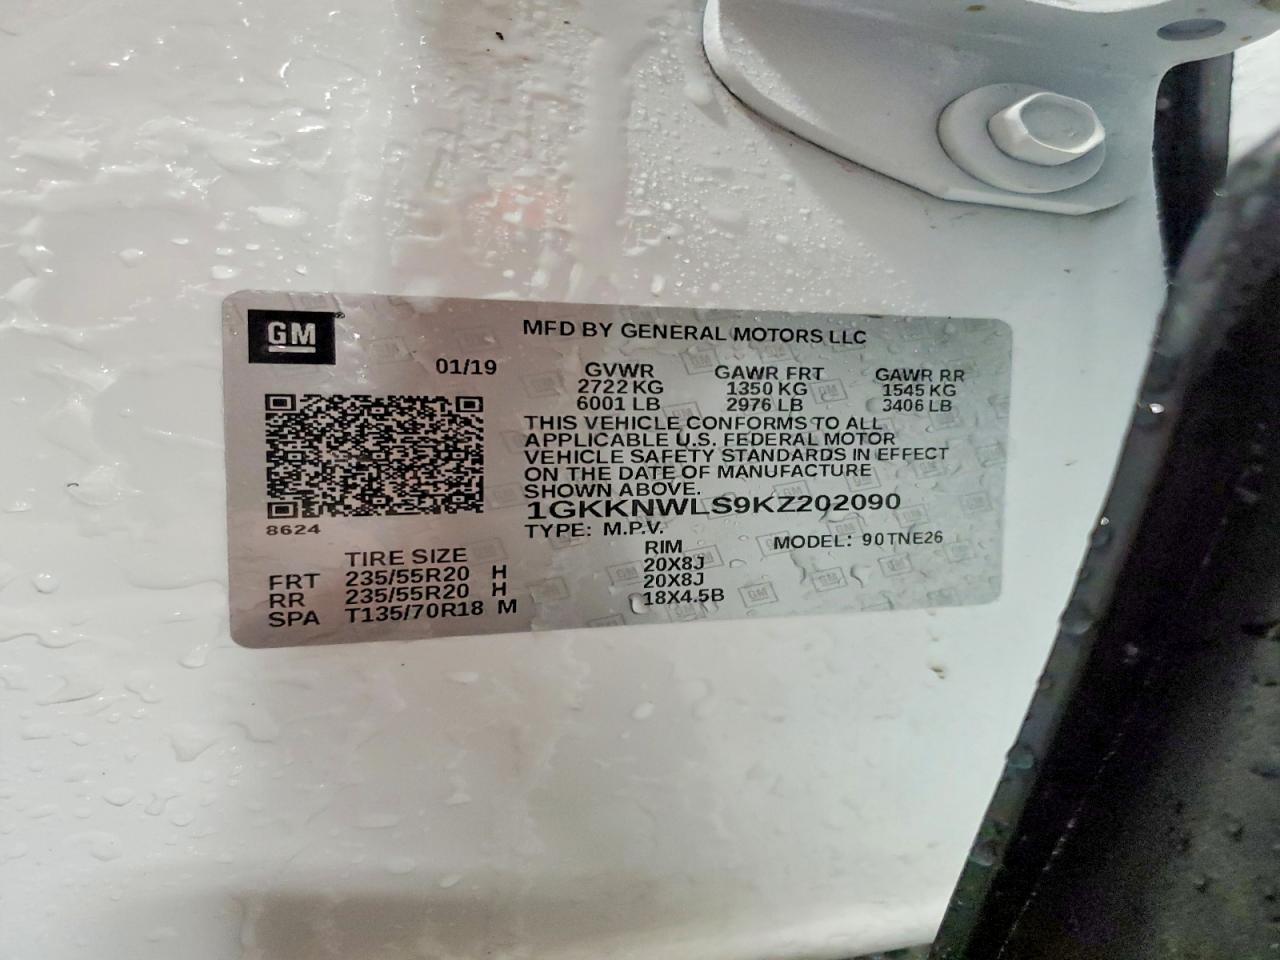 GM
MFD BY GENERAL MOTORS LLC
01/19
GVWR GAWR FRT GAWR RR
2722 KG 1350 KG 1545 KG
6001 LB 2976 LB 3406 LB
THIS VEHICLE CONFORMS TO ALL
APPLICABLE U.S. FEDERAL MOTOR
VEHICLE SAFETY STANDARDS IN EFFECT
ON THE DATE OF MANUFACTURE
SHOWN ABOVE.
1GKKNWLS9KZ202090
8624
TYPE: M.P.V. MODEL: 90TNE26
TIRE SIZE RIM
FRT 235/55R20 H 20X8J
RR 235/55R20 H 20X8J
SPA T135/70R18 M 18X4.5B